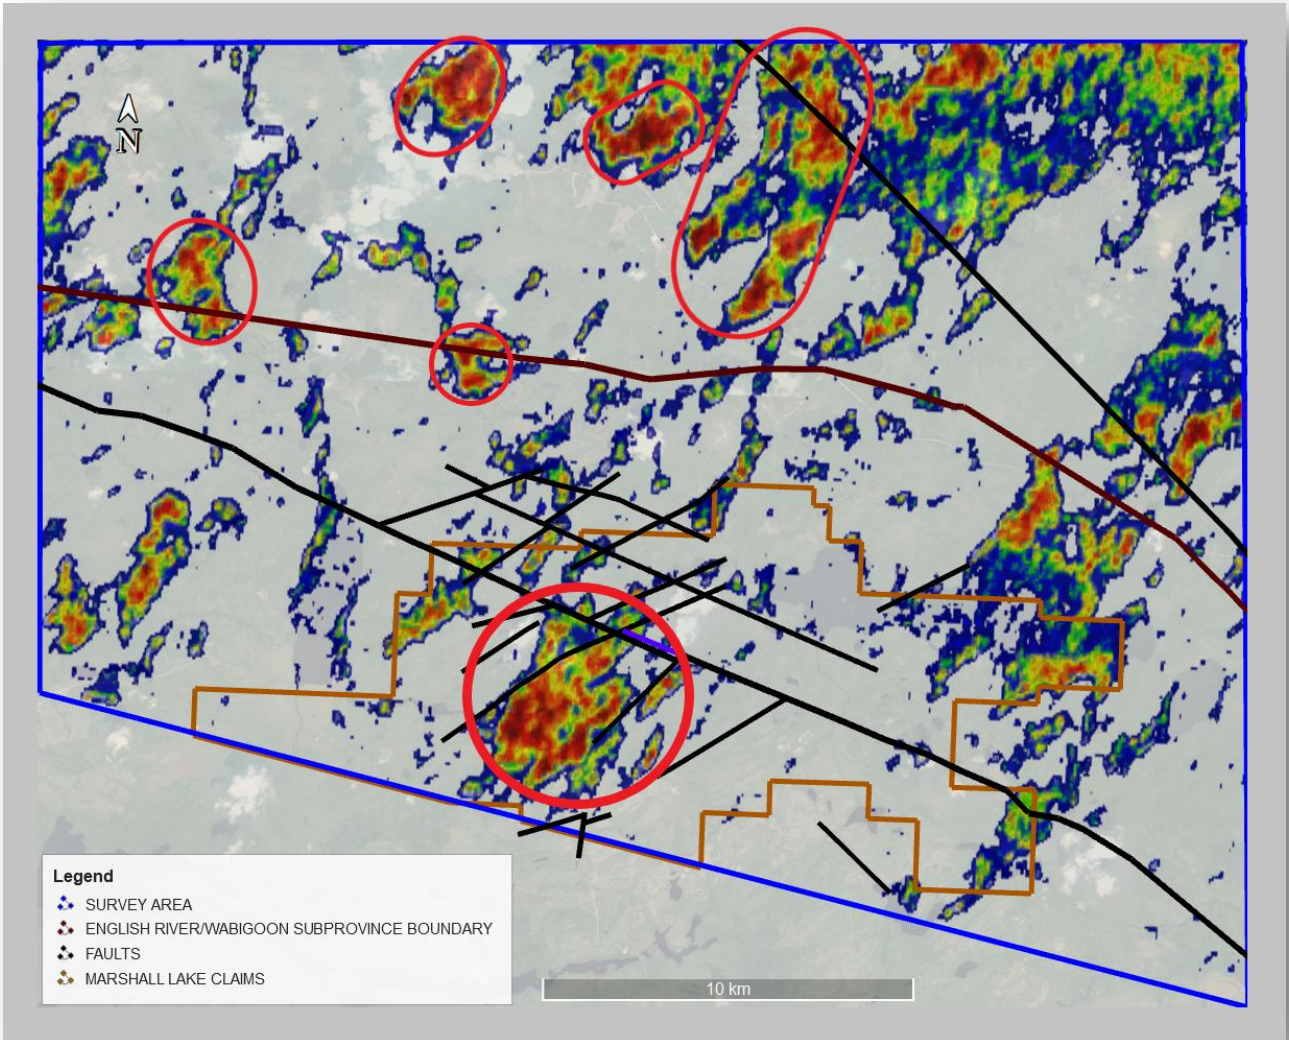 N
Legend
SURVEY AREA
ENGLISH RIVER/WABIGOON SUBPROVINCE BOUNDARY
FAULTS
MARSHALL LAKE CLAIMS
10 km